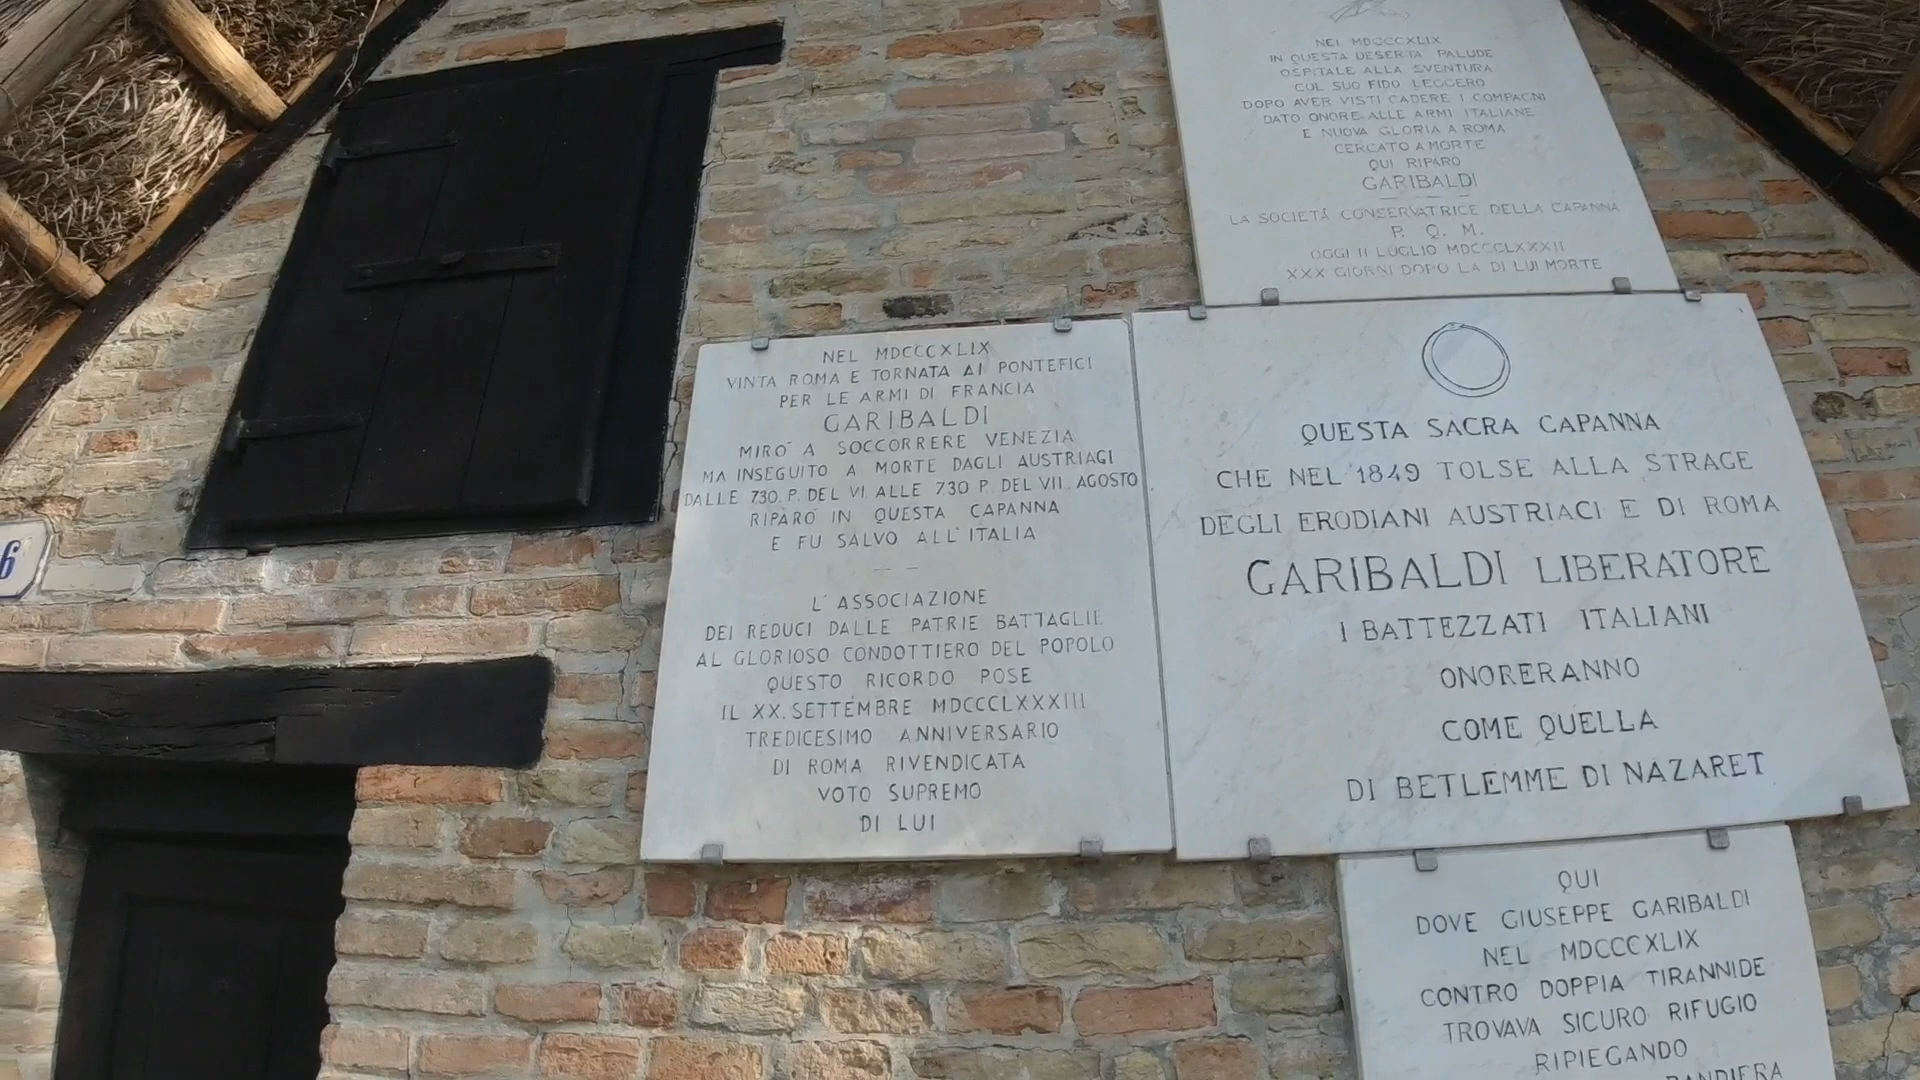 NEL MDCCCXLIX
IN QUESTA DESERTA PALUDE
OSPITALE ALLA SVENTURA
CUL SUO FIDO LEGGERO
DOPO AVER VISTI CADERE I COMPAGNI
DATO ONORE ALLE ARMI ITALIANE
E NUOVA GLORIA A ROMA
CERCATO A MORTE
QUI RIPARO
GARIBALDI
LA SOCIETÀ CONSERVATRICE DELLA CAPANNA
P. Q. M.
OGGI II LUGLIO MDCCCLXXXII
XXX GIORNI DOPO LA DI LUI MORTE
NEL MDCCCXLIX
VINTA ROMA E TORNATA AI PONTEFICI
PER LE ARMI DI FRANCIA
GARIBALDI
MIRO' A SOCCORRERE VENEZIA
MA INSEGUITO A MORTE DAGLI AUSTRIAGI
DALLE 730. P. DEL VI. ALLE 730 P. DEL VII. AGOSTO
RIPARO' IN QUESTA CAPANNA
E FU SALVO ALL'ITALIA
L'ASSOCIAZIONE
DEI REDUCI DALLE PATRIE BATTAGLIE
AL GLORIOSO CONDOTTIERO DEL POPOLO
QUESTO RICORDO POSE
IL XX. SETTEMBRE MDCCCLXXXIII
TREDICESIMO ANNIVERSARIO
DI ROMA RIVENDICATA
VOTO SUPREMO
DI LUI
QUESTA SACRA CAPANNA
CHE NEL 1849 TOLSE ALLA STRAGE
DEGLI ERODIANI AUSTRIACI E DI ROMA
GARIBALDI LIBERATORE
I BATTEZZATI ITALIANI
ONORERANNO
COME QUELLA
DI BETLEMME DI NAZARET
QUI
DOVE GIUSEPPE GARIBALDI
NEL MDCCCXLIX
CONTRO DOPPIA TIRANNIDE
TROVAVA SICURO RIFUGIO
RIPIEGANDO
BANDIERA
6